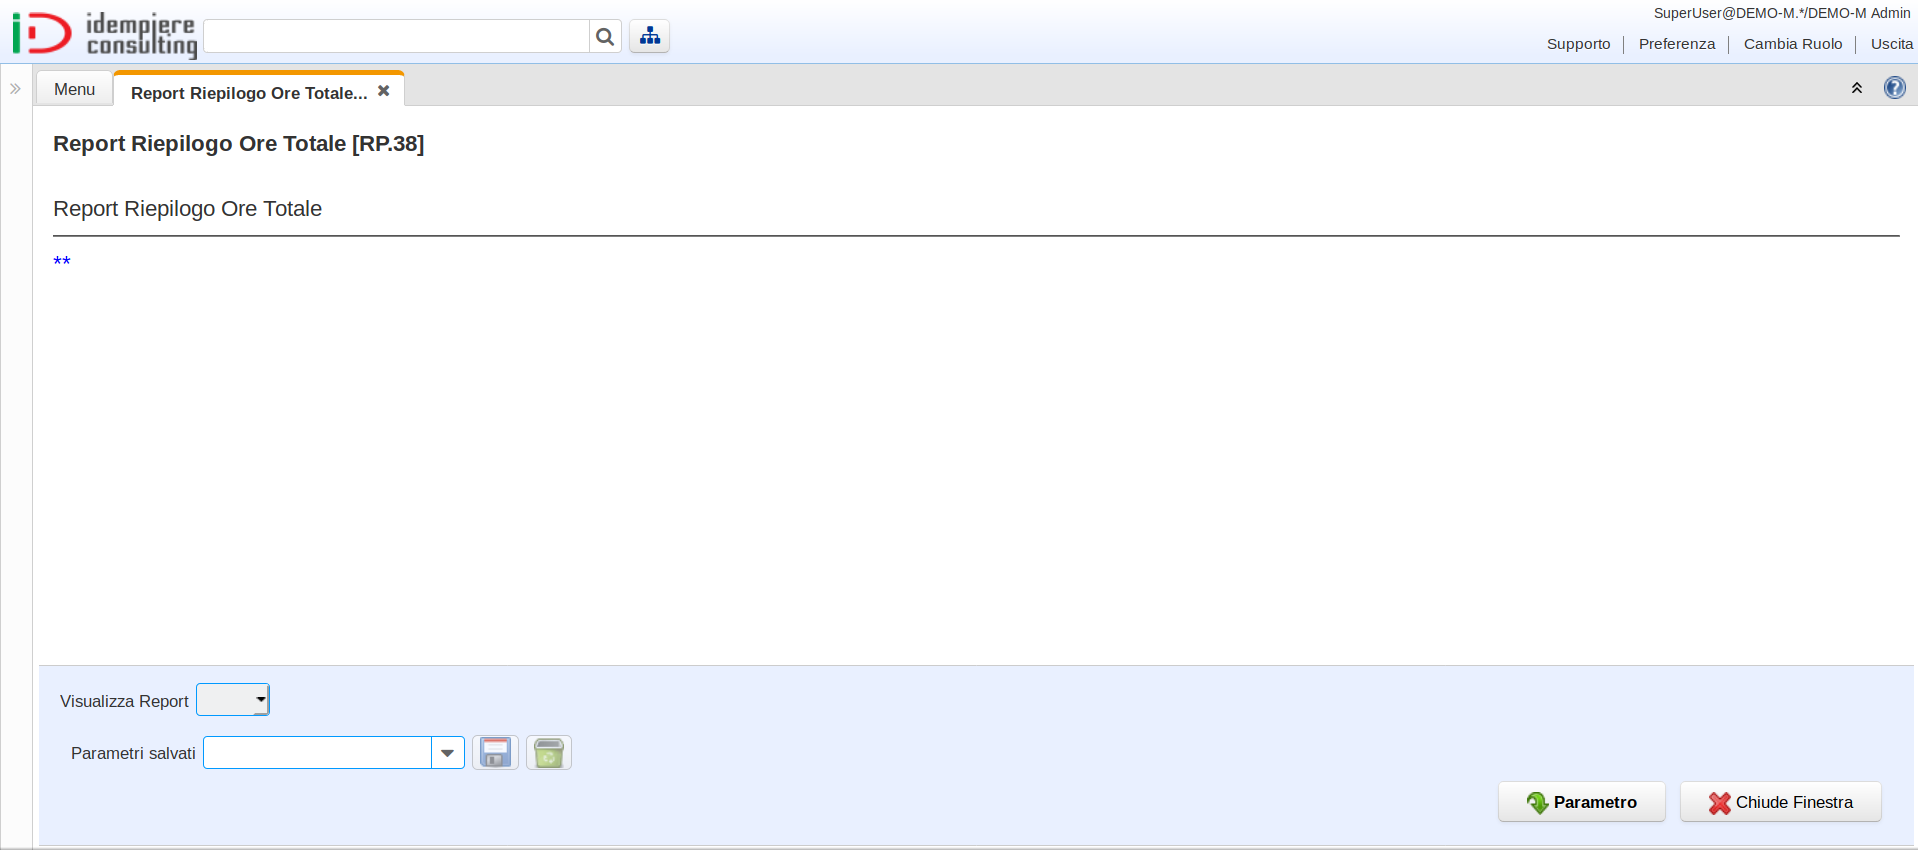 idempiere
consulting
SuperUser@DEMO-M.*/DEMO-M Admin
Supporto
Preferenza
Cambia Ruolo
Uscita
Menu
Report Riepilogo Ore Totale...
Report Riepilogo Ore Totale [RP.38]
Report Riepilogo Ore Totale
**
Visualizza Report
Parametri salvati
Parametro
Chiude Finestra